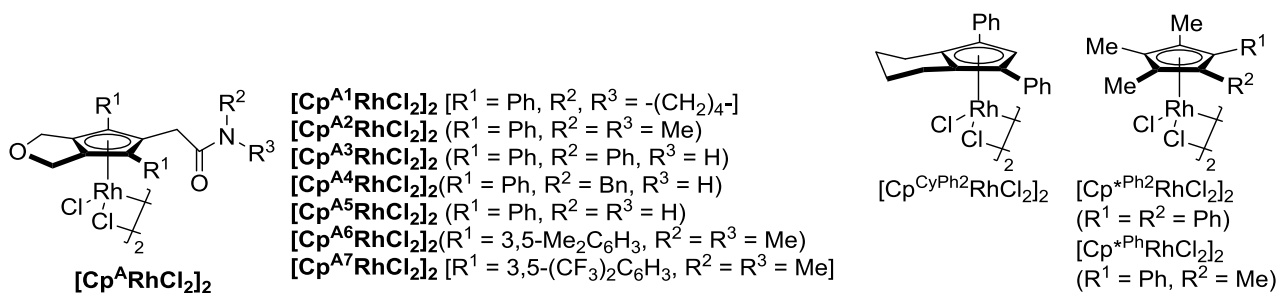 R¹
R²
N
R³
O
O
R¹
Rh
Cl
Cl
2
[CpᴬRhCl₂]₂
[Cpᴬ¹RhCl₂]₂ [R¹ = Ph, R², R³ = -(CH₂)₄-]
[Cpᴬ²RhCl₂]₂ (R¹ = Ph, R² = R³ = Me)
[Cpᴬ³RhCl₂]₂ (R¹ = Ph, R² = Ph, R³ = H)
[Cpᴬ⁴RhCl₂]₂(R¹ = Ph, R² = Bn, R³ = H)
[Cpᴬ⁵RhCl₂]₂ (R¹ = Ph, R² = R³ = H)
[Cpᴬ⁶RhCl₂]₂(R¹ = 3,5-Me₂C₆H₃, R² = R³ = Me)
[Cpᴬ⁷RhCl₂]₂ [R¹ = 3,5-(CF₃)₂C₆H₃, R² = R³ = Me]
Ph
Ph
Rh
Cl
Cl
2
[Cp^CyPh2RhCl₂]₂
Me
Me
R¹
Me
R²
Rh
Cl
Cl
2
[Cp*^Ph2RhCl₂]₂
(R¹ = R² = Ph)
[Cp*^PhRhCl₂]₂
(R¹ = Ph, R² = Me)